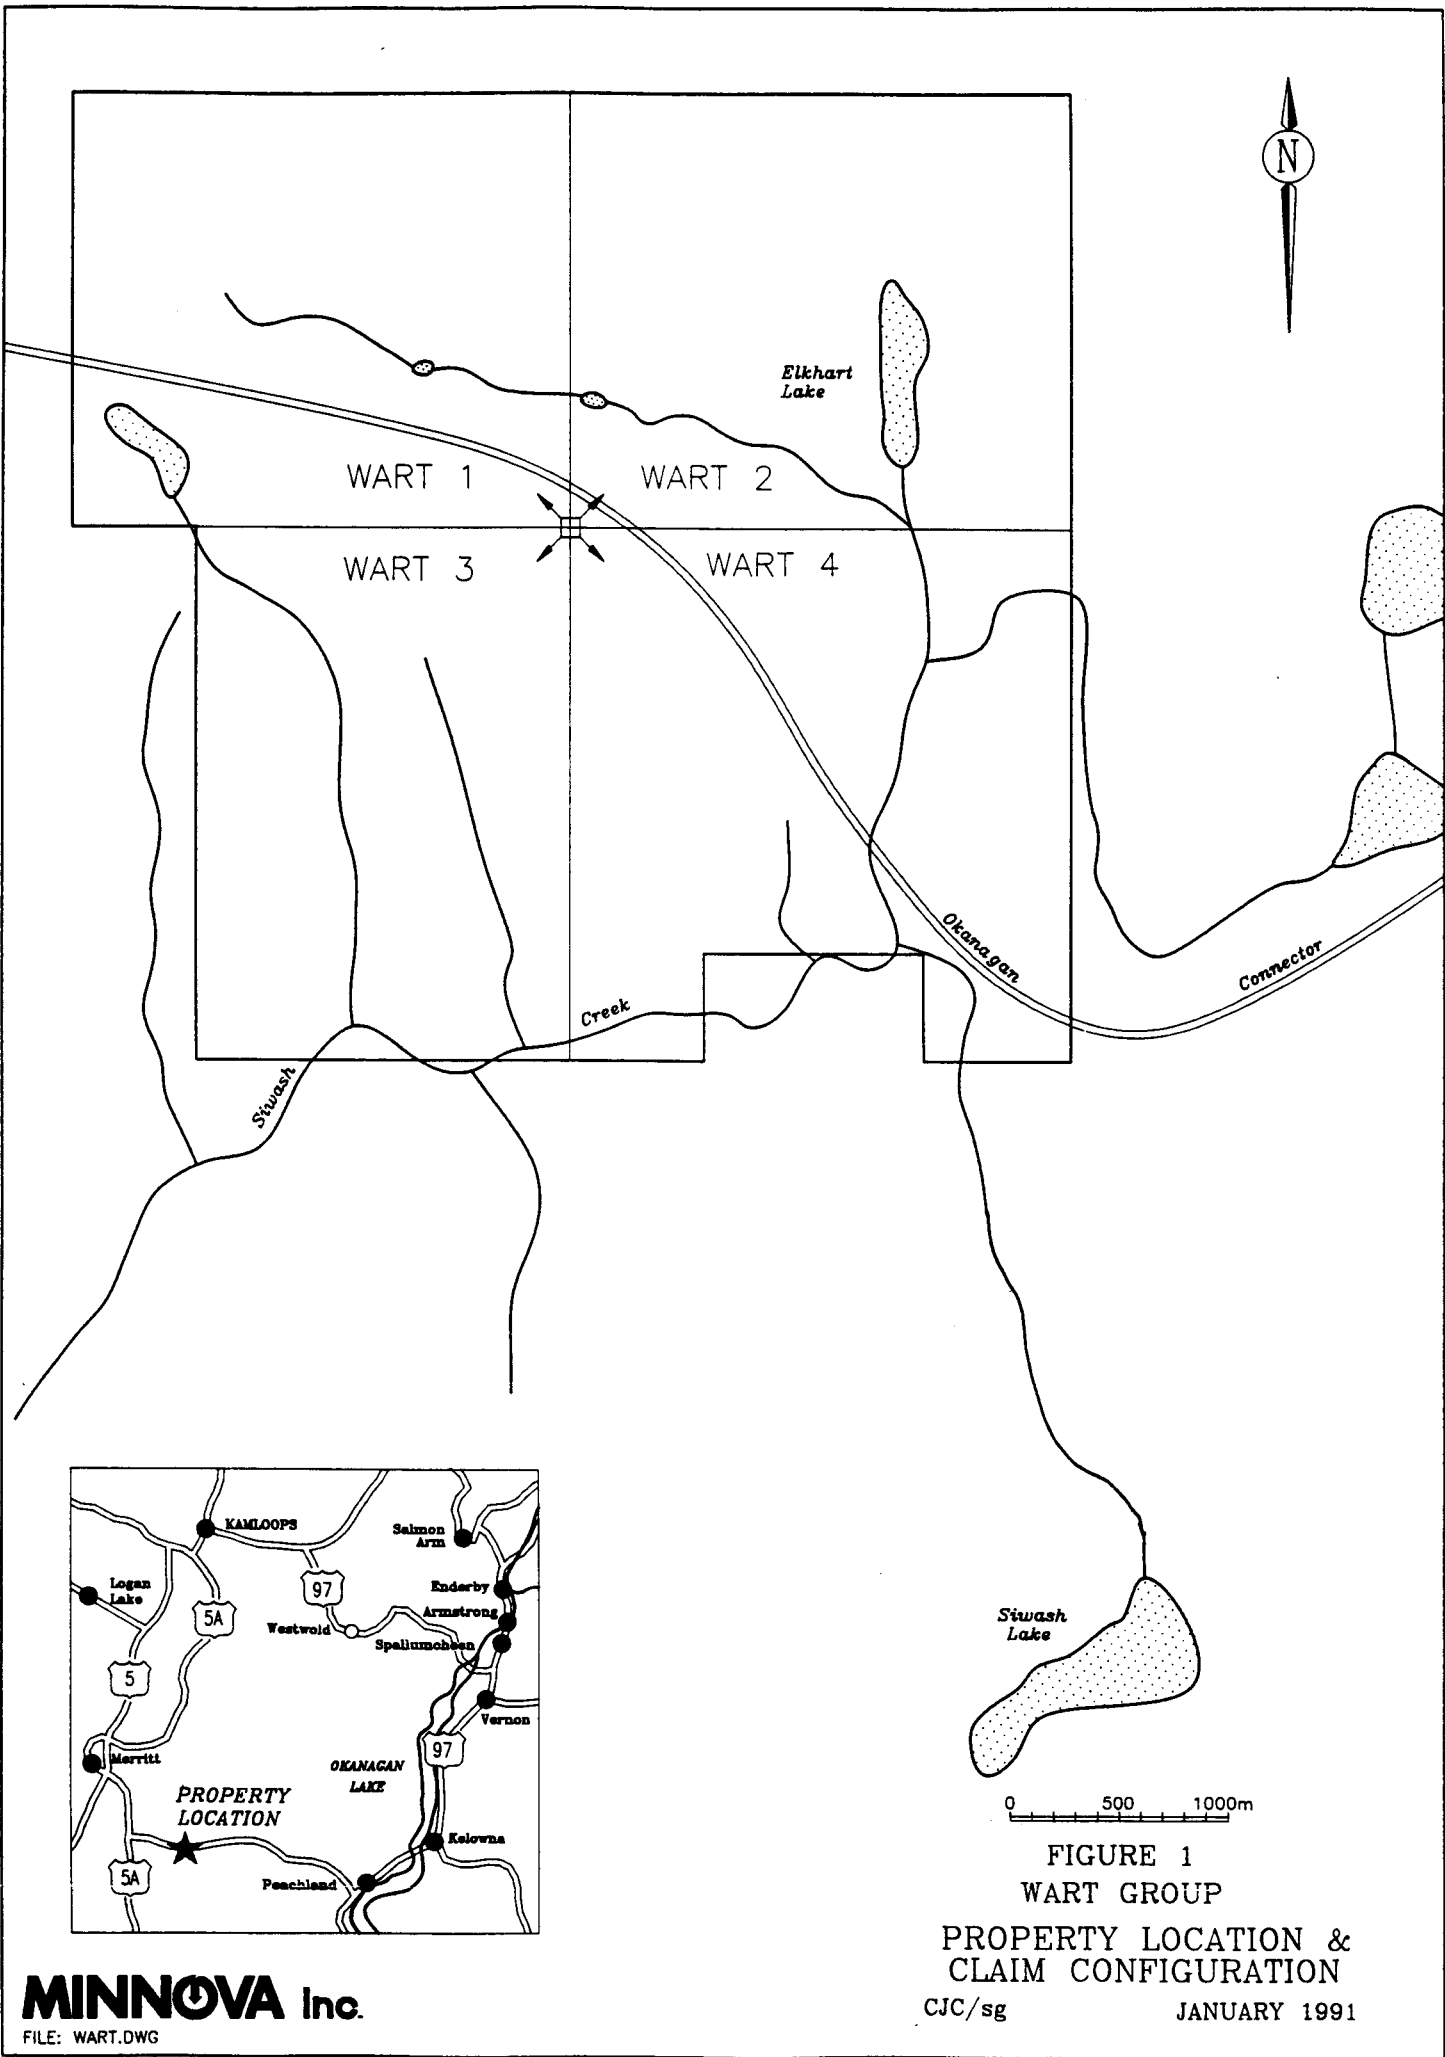 N
Elkhart
Lake
WART 1
WART 2
WART 3
WART 4
Okanagan
Connector
Creek
Siwash
KAMLOOPS
Salmon
Arm
Logan
Lake
97
Enderby
5A
Armstrong
Westwold
Spallumcheen
5
Vernon
Merritt
97
OKANAGAN
LAKE
PROPERTY
LOCATION
Kelowna
5A
Peachland
Siwash
Lake
0 500 1000m
FIGURE 1
WART GROUP
PROPERTY LOCATION &
CLAIM CONFIGURATION
CJC/sg JANUARY 1991
MINNOVA Inc.
FILE: WART.DWG